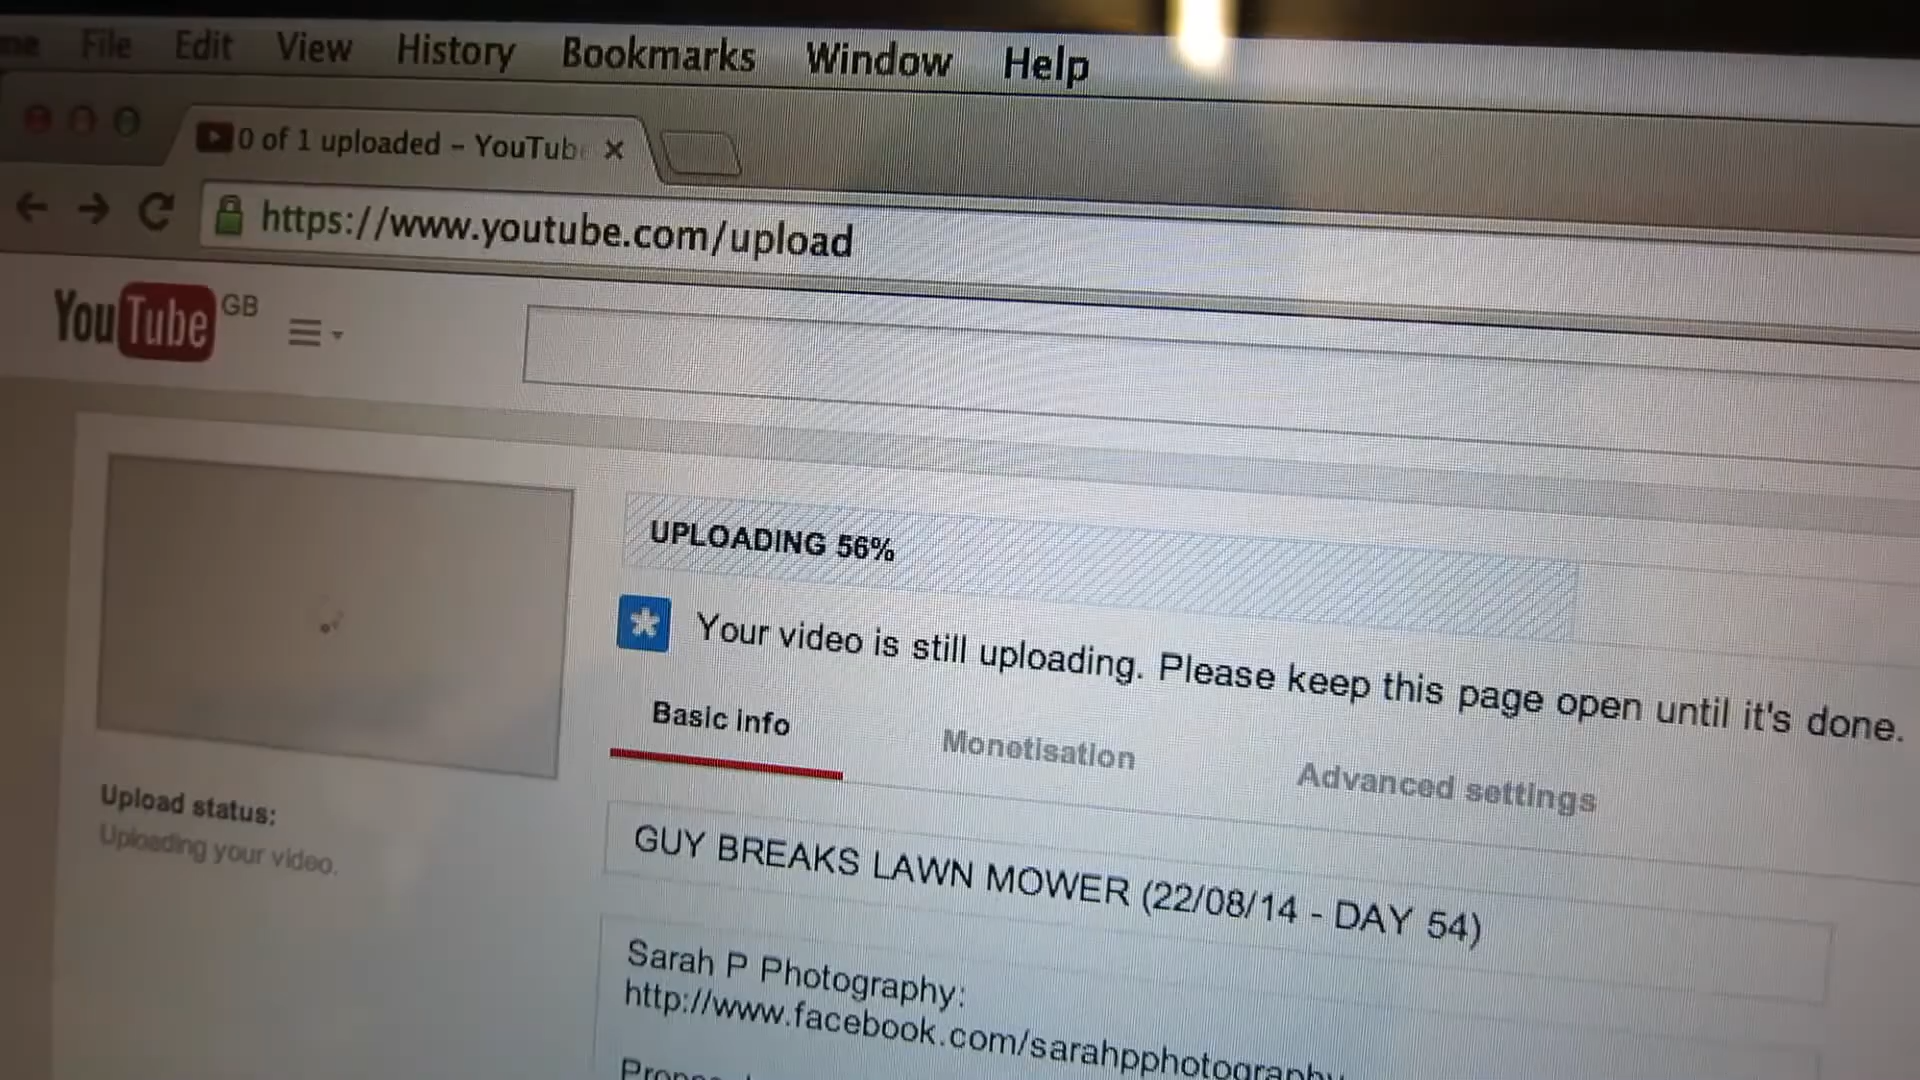 File Edit View History Bookmarks Window Help
0 of 1 uploaded – YouTub
https://www.youtube.com/upload
YouTube GB
UPLOADING 56%
Your video is still uploading. Please keep this page open until it's done.
Basic info Monetisation Advanced settings
Upload status:
Uploading your video.
GUY BREAKS LAWN MOWER (22/08/14 - DAY 54)
Sarah P Photography:
http://www.facebook.com/sarahpphotography